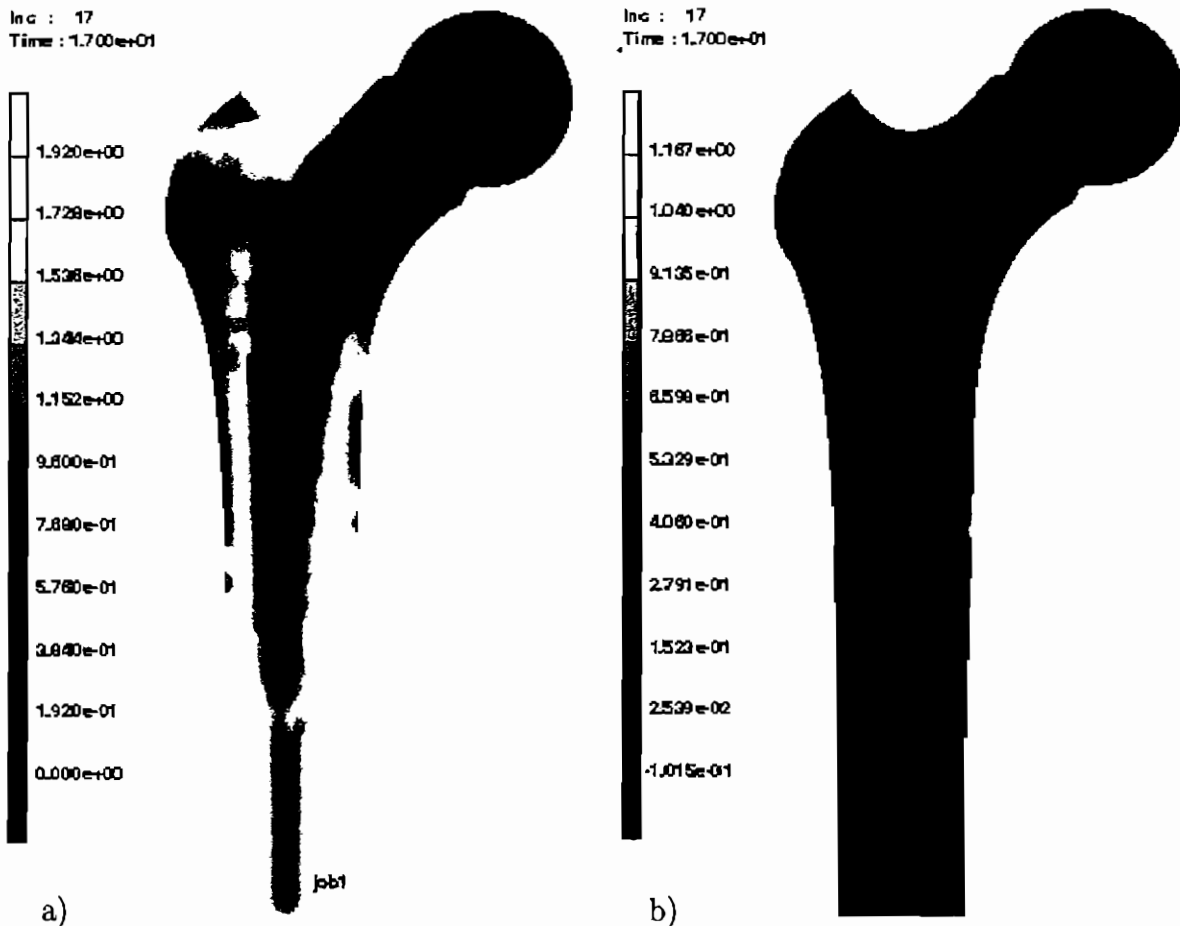 Inc : 17
Time : 1.700e+01
1.920e+00
1.728e+00
1.536e+00
1.344e+00
1.152e+00
9.600e-01
7.680e-01
5.760e-01
3.840e-01
1.920e-01
0.000e+00
job1
a)
Inc : 17
Time : 1.700e+01
1.167e+00
1.040e+00
9.135e-01
7.866e-01
6.598e-01
5.329e-01
4.060e-01
2.791e-01
1.523e-01
2.539e-02
-1.015e-01
b)